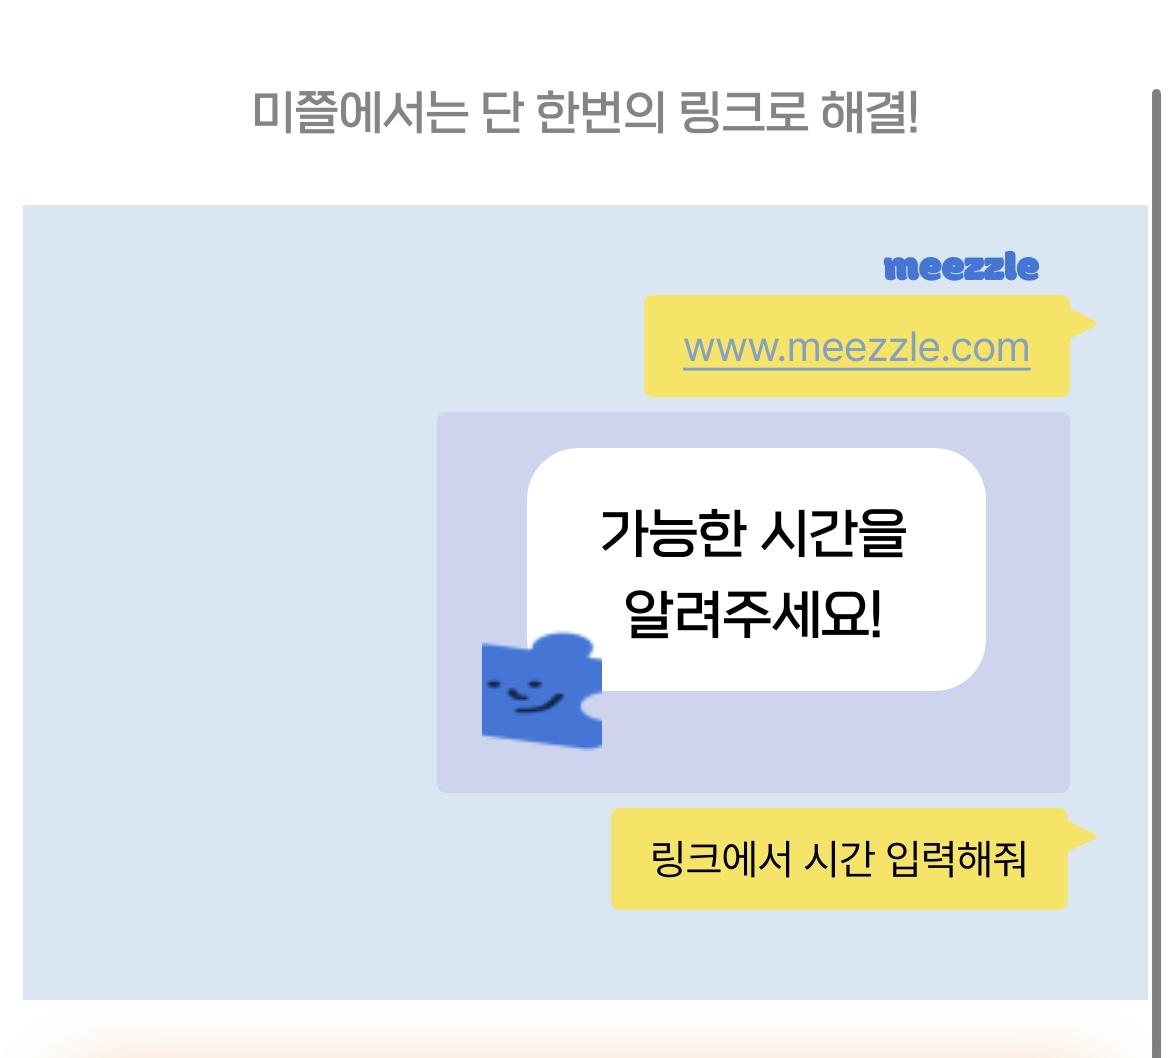 미쯜에서는 단 한번의 링크로 해결!
meezzle
www.meezzle.com
가능한 시간을
알려주세요!
링크에서 시간 입력해줘